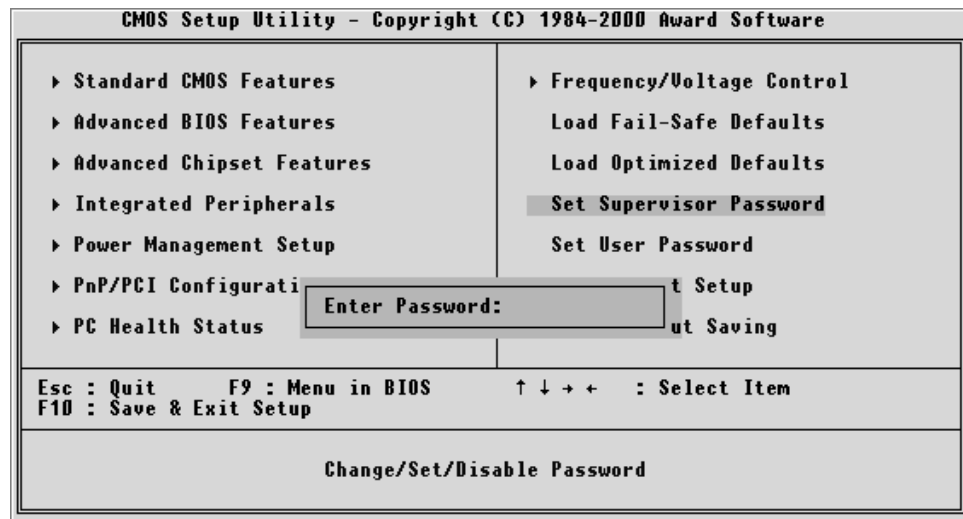 CMOS Setup Utility - Copyright (C) 1984-2000 Award Software
▸ Standard CMOS Features
▸ Advanced BIOS Features
▸ Advanced Chipset Features
▸ Integrated Peripherals
▸ Power Management Setup
▸ PnP/PCI Configurati
▸ PC Health Status
▸ Frequency/Voltage Control
Load Fail-Safe Defaults
Load Optimized Defaults
Set Supervisor Password
Set User Password
t Setup
ut Saving
Enter Password:
Esc : Quit F9 : Menu in BIOS ↑ ↓ → ← : Select Item
F10 : Save & Exit Setup
Change/Set/Disable Password